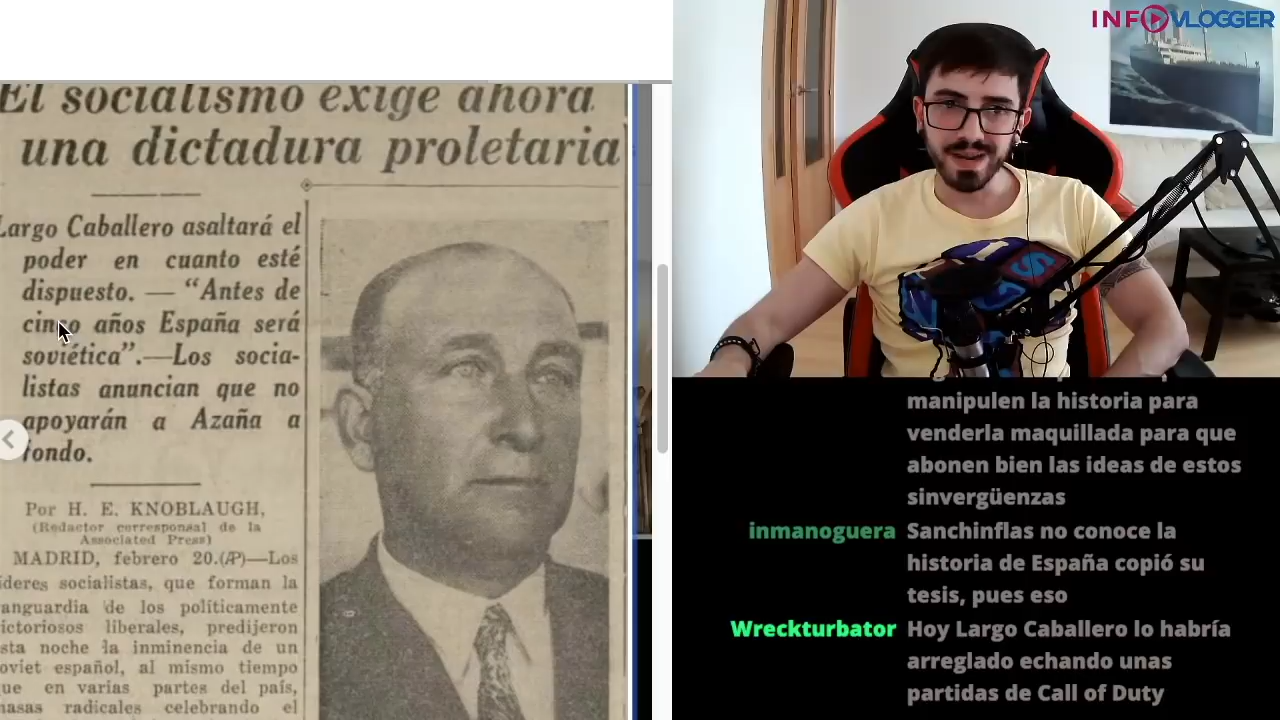 INFOVLOGGER
El socialismo exige ahora
una dictadura proletaria
Largo Caballero asaltará el
poder en cuanto esté
dispuesto. — “Antes de
cinco años España será
soviética”.—Los socia-
listas anuncian que no
apoyarán a Azaña a
fondo.
Por H. E. KNOBLAUGH,
(Redactor corresponsal de la
Associated Press)
MADRID, febrero 20.(AP)—Los
líderes socialistas, que forman la
vanguardia de los políticamente
victoriosos liberales, predijeron
esta noche la inminencia de un
soviet español, al mismo tiempo
que en varias partes del país,
masas radicales celebrando el
manipulen la historia para
venderla maquillada para que
abonen bien las ideas de estos
sinvergüenzas
inmanoguera Sanchinflas no conoce la
historia de España copió su
tesis, pues eso
Wreckturbator Hoy Largo Caballero lo habría
arreglado echando unas
partidas de Call of Duty